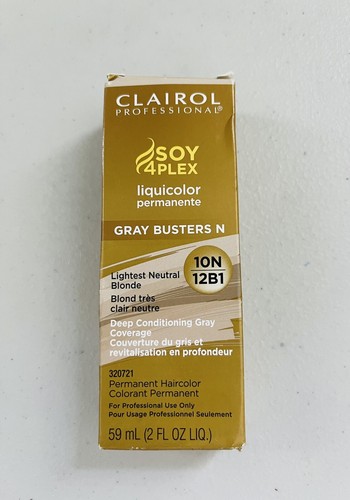 CLAIROL
PROFESSIONAL®
SOY
4PLEX
liquicolor
permanente
GRAY BUSTERS N
10N
12B1
Lightest Neutral
Blonde
Blond très
clair neutre
Deep Conditioning Gray
Coverage
Couverture du gris et
revitalisation en profondeur
320721
Permanent Haircolor
Colorant Permanent
For Professional Use Only
Pour Usage Professionnel Seulement
59 mL (2 FL OZ LIQ.)